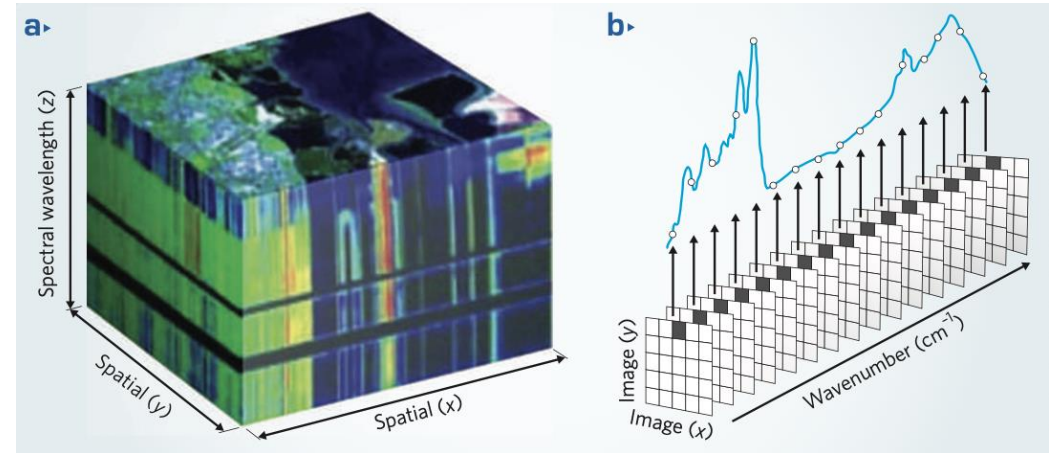 a▸
Spectral wavelength (z)
Spatial (y)
Spatial (x)
b▸
Image (y)
Image (x)
Wavenumber (cm⁻¹)